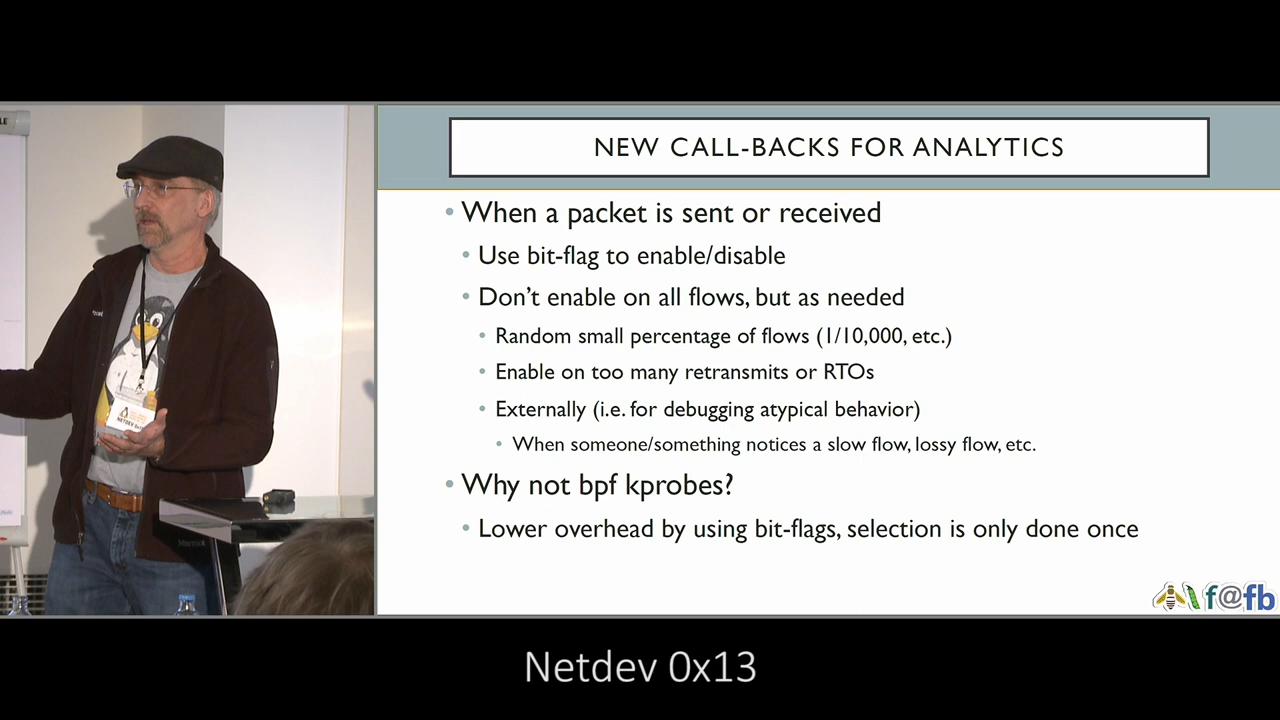 NEW CALL-BACKS FOR ANALYTICS
• When a packet is sent or received
• Use bit-flag to enable/disable
• Don't enable on all flows, but as needed
• Random small percentage of flows (1/10,000, etc.)
• Enable on too many retransmits or RTOs
• Externally (i.e. for debugging atypical behavior)
• When someone/something notices a slow flow, lossy flow, etc.
• Why not bpf kprobes?
• Lower overhead by using bit-flags, selection is only done once
f@fb
NETDEV
Netdev 0x13